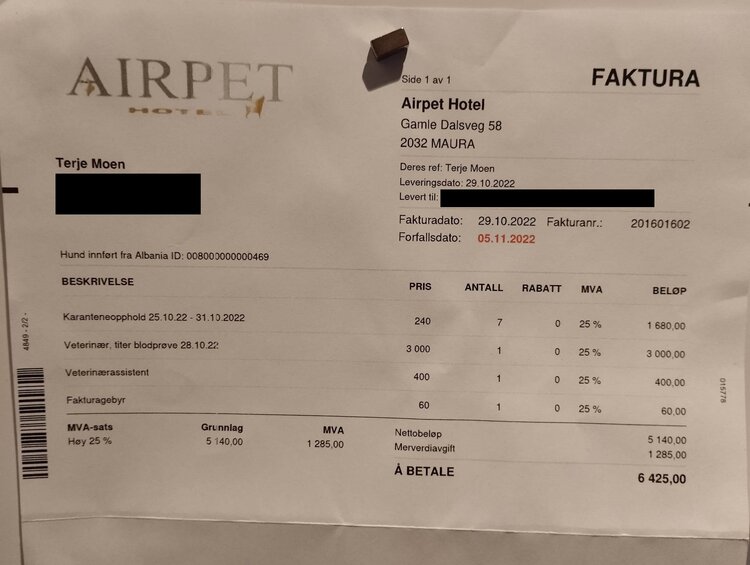 AIRPET
HOTEL
Side 1 av 1
FAKTURA
Airpet Hotel
Gamle Dalsveg 58
2032 MAURA
Terje Moen
Deres ref: Terje Moen
Leveringsdato: 29.10.2022
Levert til:
Fakturadato: 29.10.2022 Fakturanr.: 201601602
Forfallsdato: 05.11.2022
Hund innført fra Albania ID: 008000000000469
BESKRIVELSE PRIS ANTALL RABATT MVA BELØP
Karanteneopphold 25.10.22 - 31.10.2022 240 7 0 25 % 1 680,00
Veterinær, titer blodprøve 28.10.22 3 000 1 0 25 % 3 000,00
Veterinærassistent 400 1 0 25 % 400,00
Fakturagebyr 60 1 0 25 % 60,00
MVA-sats Grunnlag MVA
Høy 25 % 5 140,00 1 285,00
Nettobeløp 5 140,00
Merverdiavgift 1 285,00
Å BETALE 6 425,00
4849 - 2/2 -
015778